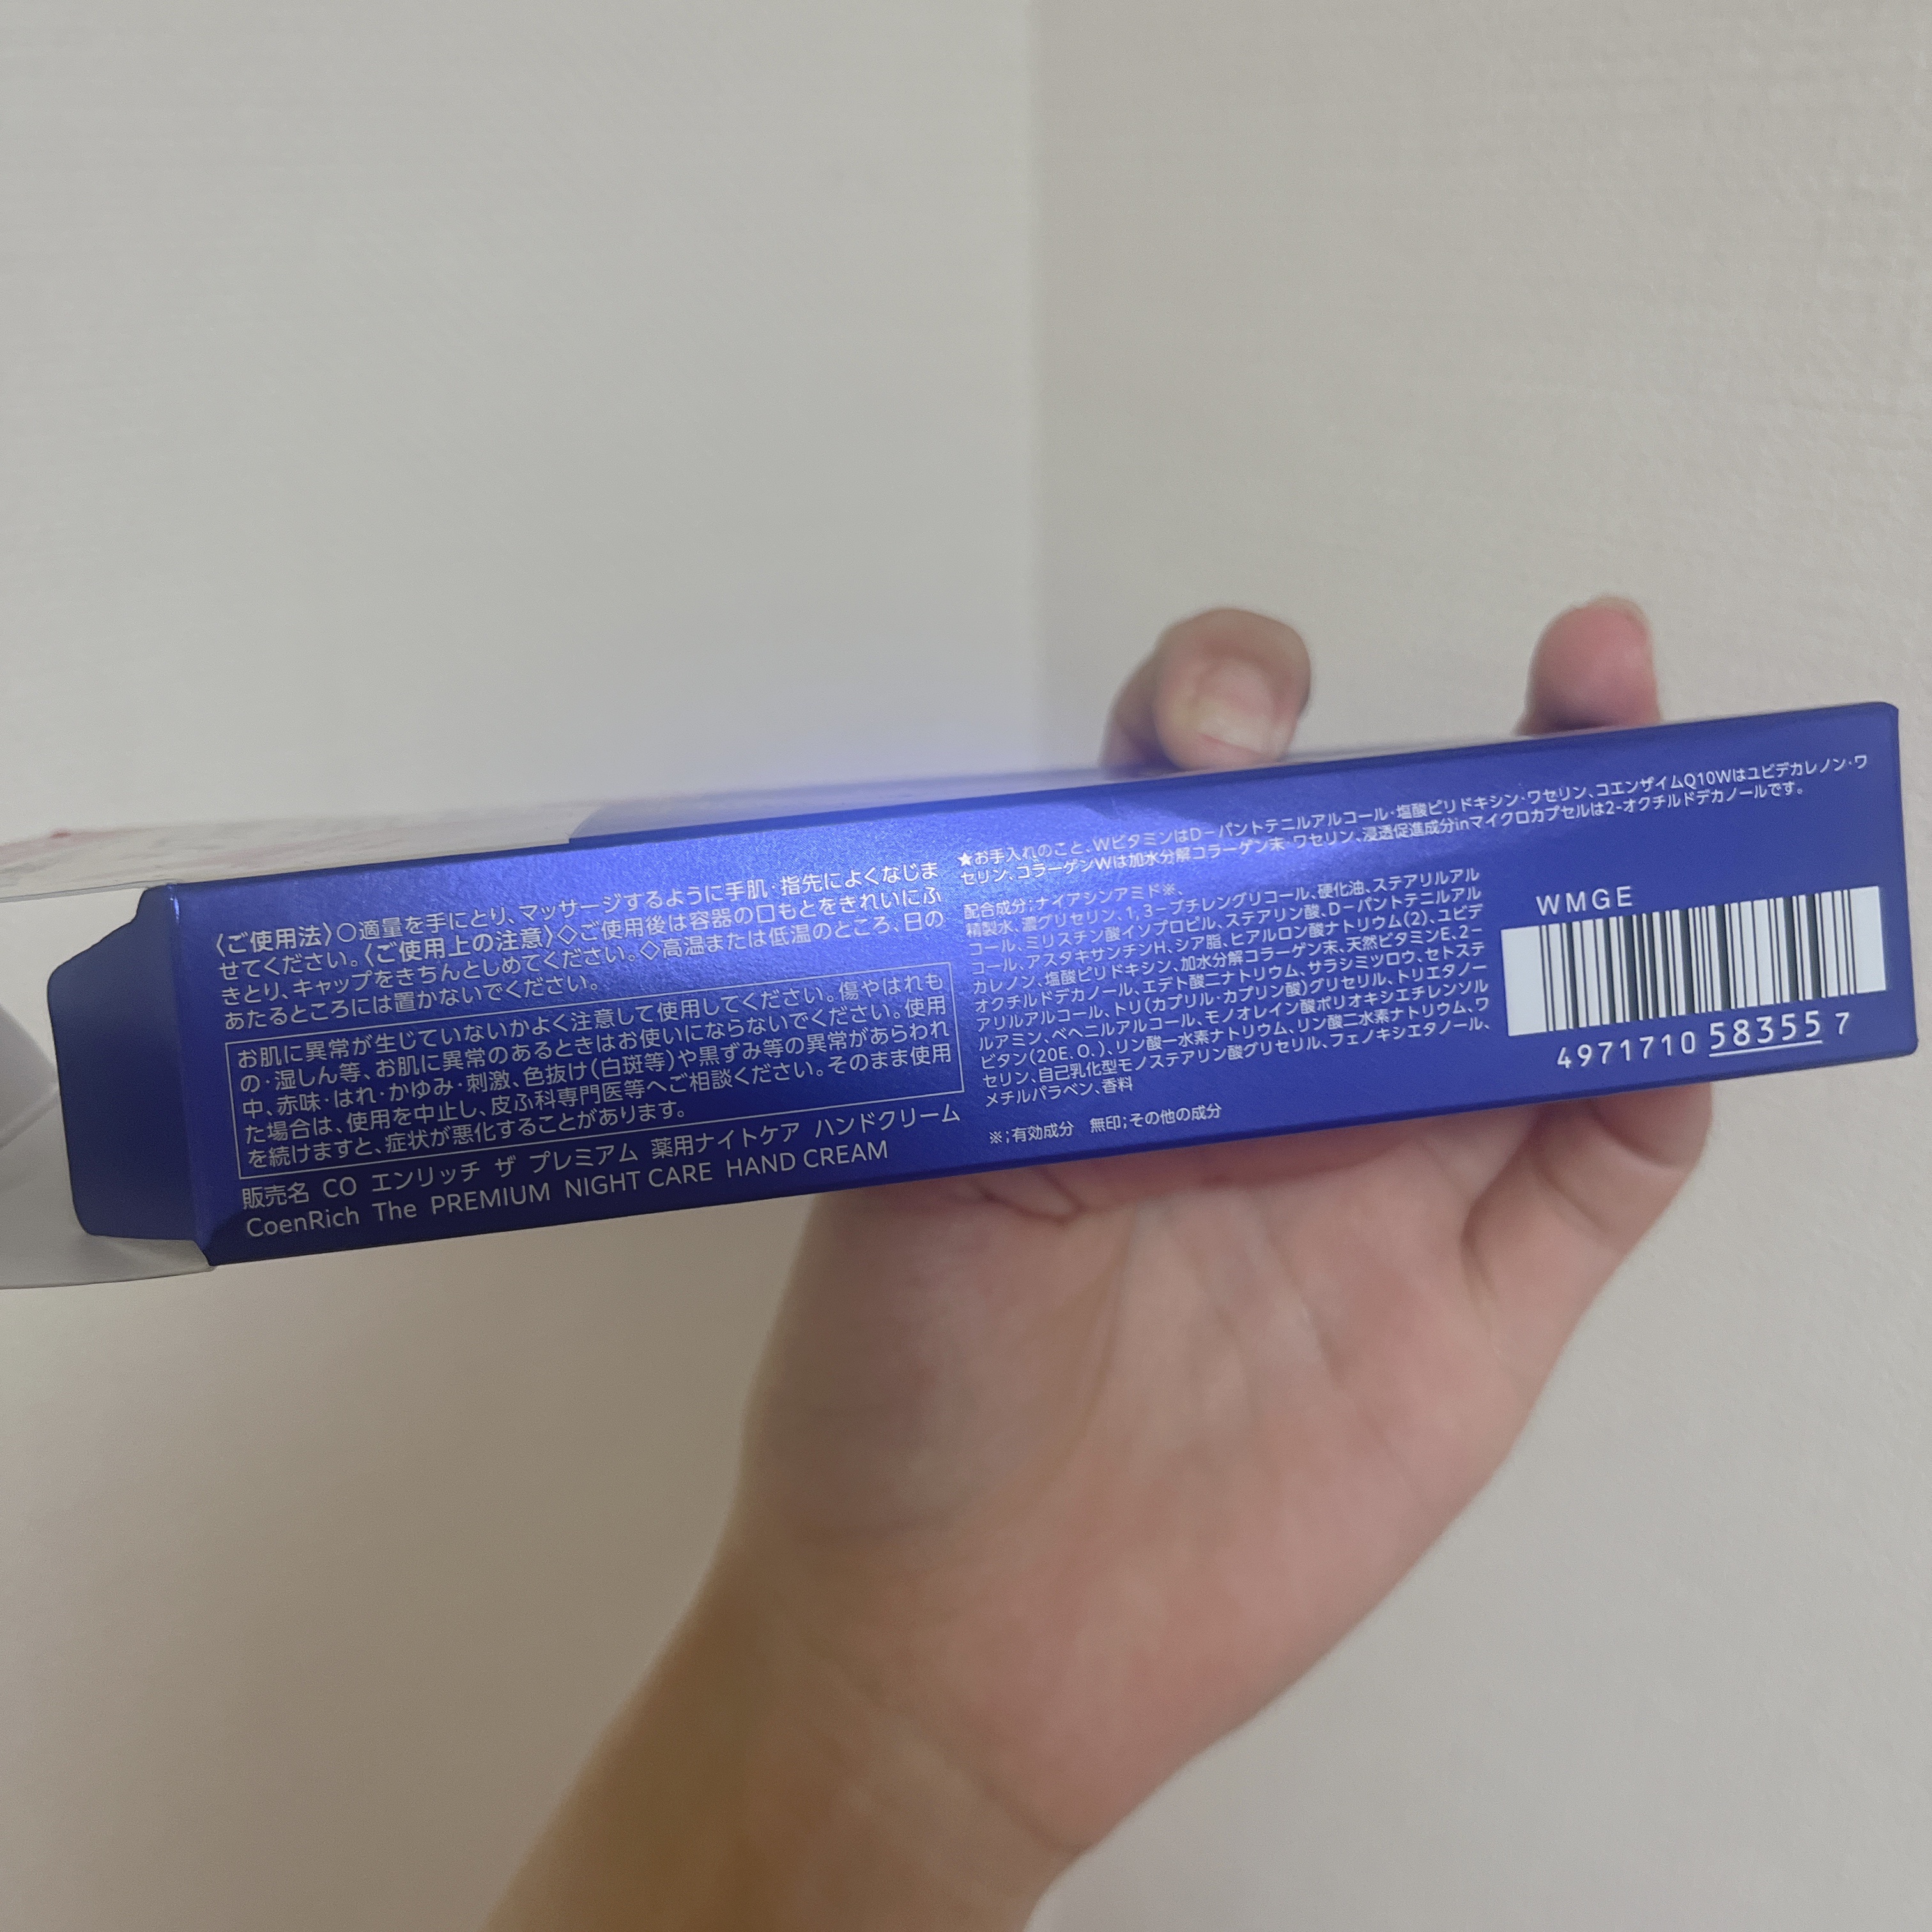 〈ご使用法〉○適量を手にとり、マッサージするように手肌・指先によくなじま
せてください。〈ご使用上の注意〉◇ご使用後は容器の口もとをきれいにふ
きとり、キャップをきちんとしめてください。◇高温または低温のところ、日の
あたるところには置かないでください。
お肌に異常が生じていないかよく注意して使用してください。傷やはれも
の・湿しん等、お肌に異常のあるときはお使いにならないでください。使用
中、赤味・はれ・かゆみ・刺激、色抜け(白斑等)や黒ずみ等の異常があらわれ
た場合は、使用を中止し、皮ふ科専門医等へご相談ください。そのまま使用
を続けますと、症状が悪化することがあります。
販売名 CO エンリッチ ザ プレミアム 薬用ナイトケア ハンドクリーム
CoenRich The PREMIUM NIGHT CARE HAND CREAM
★お手入れのこと、WビタミンはD-パントテニルアルコール・塩酸ピリドキシン・ワセリン、コエンザイムQ10Wはユビデカレノン・ワ
セリン、コラーゲンWは加水分解コラーゲン末・ワセリン、浸透促進成分inマイクロカプセルは2-オクチルドデカノールです。
配合成分;ナイアシンアミド※、
精製水、濃グリセリン、1,3-ブチレングリコール、硬化油、ステアリルアル
コール、ミリスチン酸イソプロピル、ステアリン酸、D-パントテニルアル
コール、アスタキサンチンH、シア脂、ヒアルロン酸ナトリウム(2)、ユビデ
カレノン、塩酸ピリドキシン、加水分解コラーゲン末、天然ビタミンE、2-
オクチルドデカノール、エデト酸二ナトリウム、サラシミツロウ、セトステ
アリルアルコール、トリ(カプリル・カプリン酸)グリセリル、トリエタノー
ルアミン、ベヘニルアルコール、モノオレイン酸ポリオキシエチレンソル
ビタン(20E.O.)、リン酸一水素ナトリウム、リン酸二水素ナトリウム、ワ
セリン、自己乳化型モノステアリン酸グリセリル、フェノキシエタノール、
メチルパラベン、香料
※;有効成分 無印;その他の成分
WMGE
4971710 58355 7